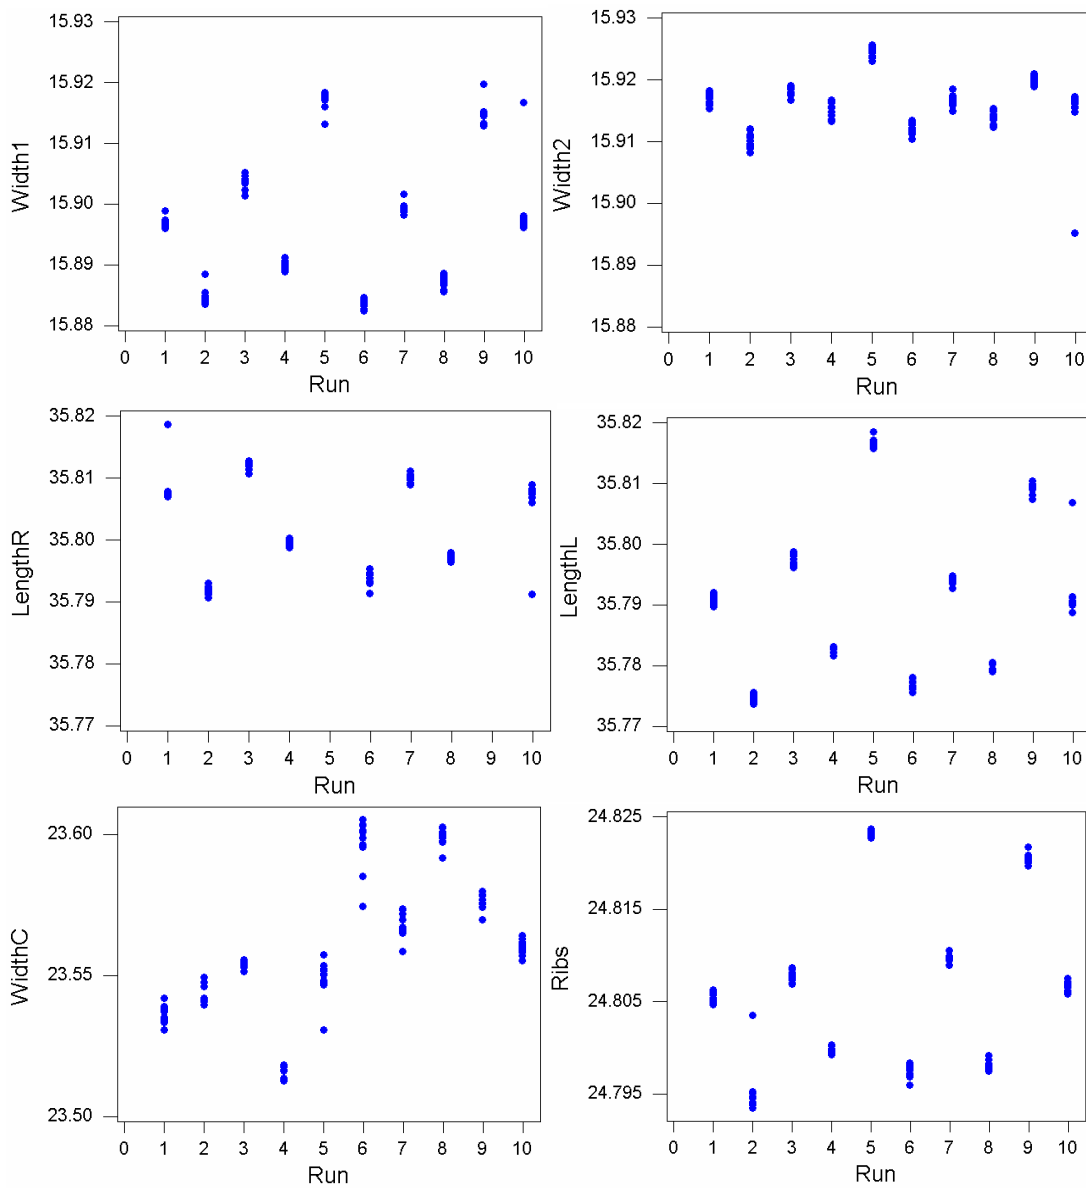 Width1
15.93
15.92
15.91
15.90
15.89
15.88
0 1 2 3 4 5 6 7 8 9 10
Run
Width2
15.93
15.92
15.91
15.90
15.89
15.88
0 1 2 3 4 5 6 7 8 9 10
Run
LengthR
35.82
35.81
35.80
35.79
35.78
35.77
0 1 2 3 4 5 6 7 8 9 10
Run
LengthL
35.82
35.81
35.80
35.79
35.78
35.77
0 1 2 3 4 5 6 7 8 9 10
Run
WidthC
23.60
23.55
23.50
0 1 2 3 4 5 6 7 8 9 10
Run
Ribs
24.825
24.815
24.805
24.795
0 1 2 3 4 5 6 7 8 9 10
Run